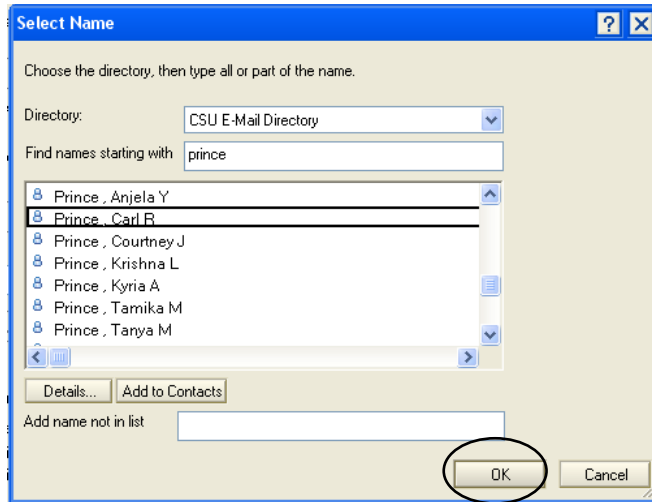 Select Name
Choose the directory, then type all or part of the name.
Directory:
CSU E-Mail Directory
Find names starting with
prince
Prince , Anjela Y
Prince , Carl R
Prince , Courtney J
Prince , Krishna L
Prince , Kyria A
Prince , Tamika M
Prince , Tanya M
Details... Add to Contacts
Add name not in list
OK Cancel